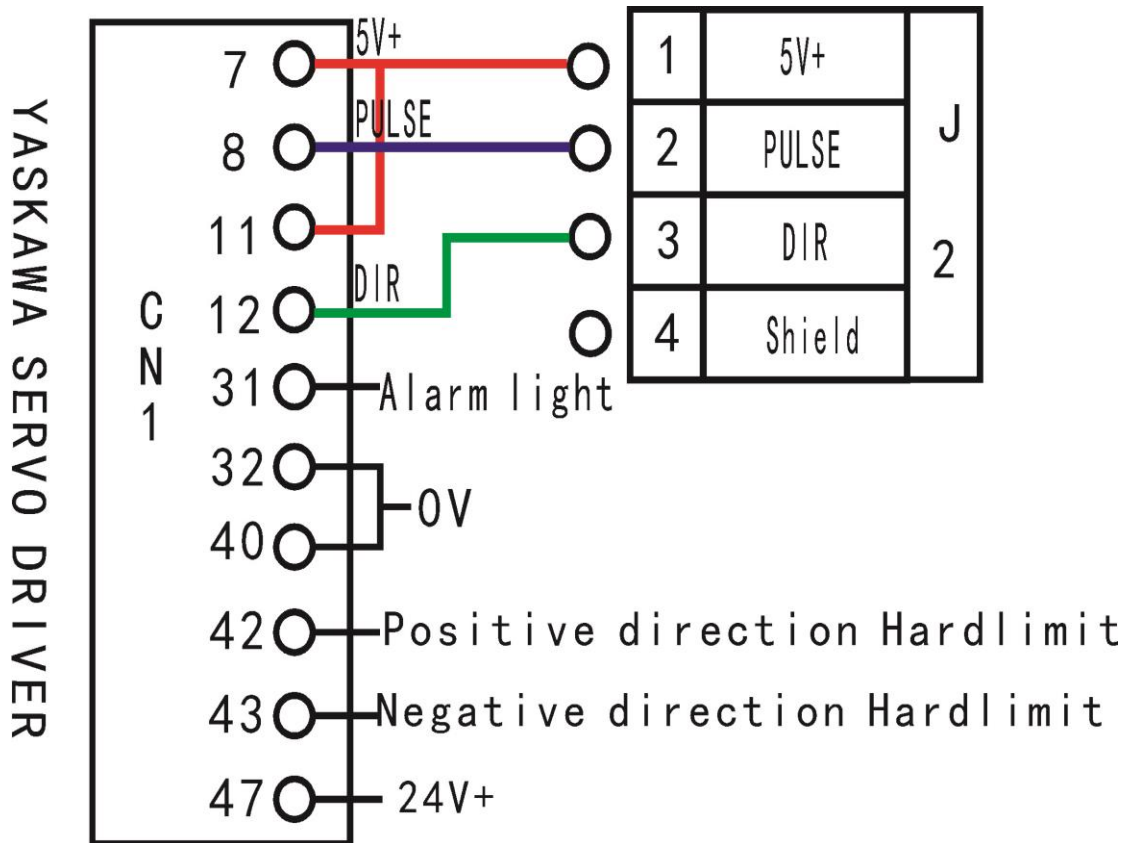 YASKAWA SERVO DRIVER
CN1
7
5V+
8
PULSE
11
12
DIR
31
Alarm light
32
40
0V
42
Positive direction Hardlimit
43
Negative direction Hardlimit
47
24V+
1 5V+
2 PULSE
3 DIR
4 Shield
J2